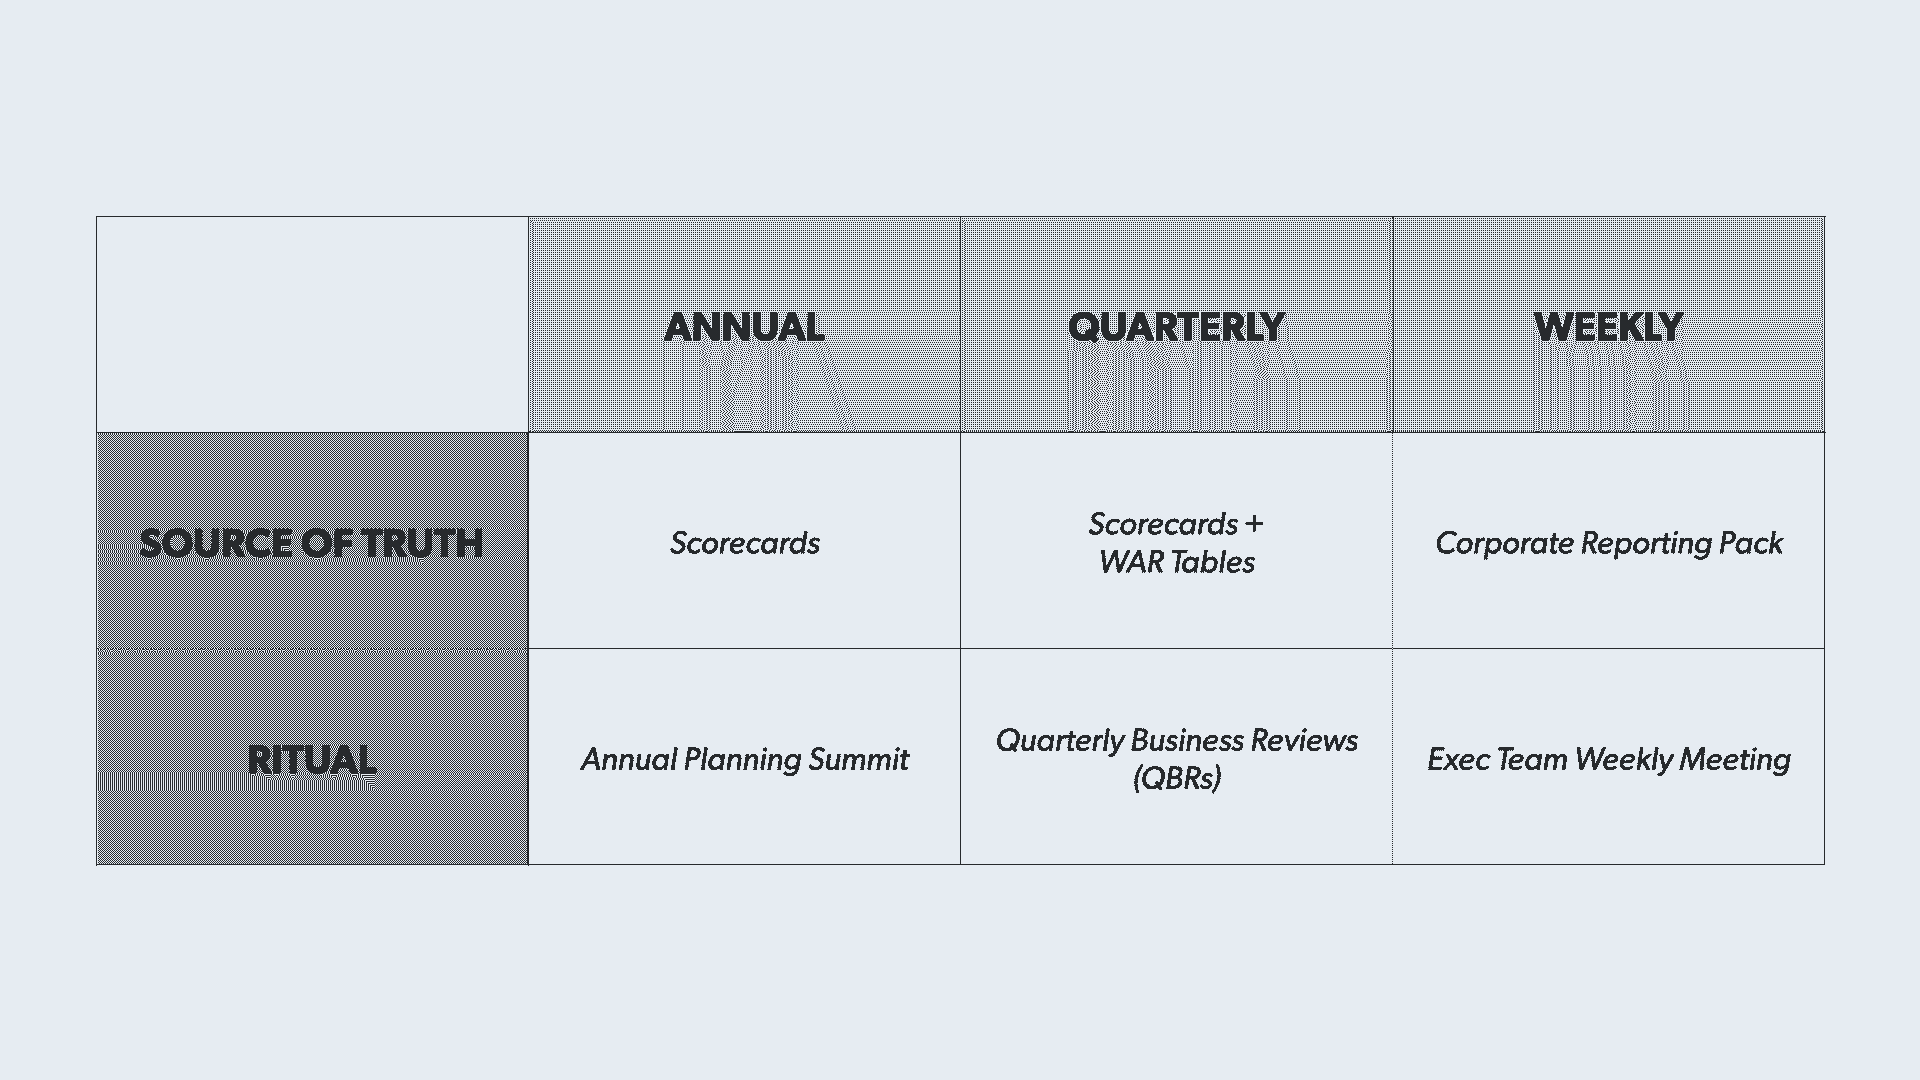 ANNUAL
QUARTERLY
WEEKLY
SOURCE OF TRUTH
Scorecards
Scorecards +
WAR Tables
Corporate Reporting Pack
RITUAL
Annual Planning Summit
Quarterly Business Reviews
(QBRs)
Exec Team Weekly Meeting